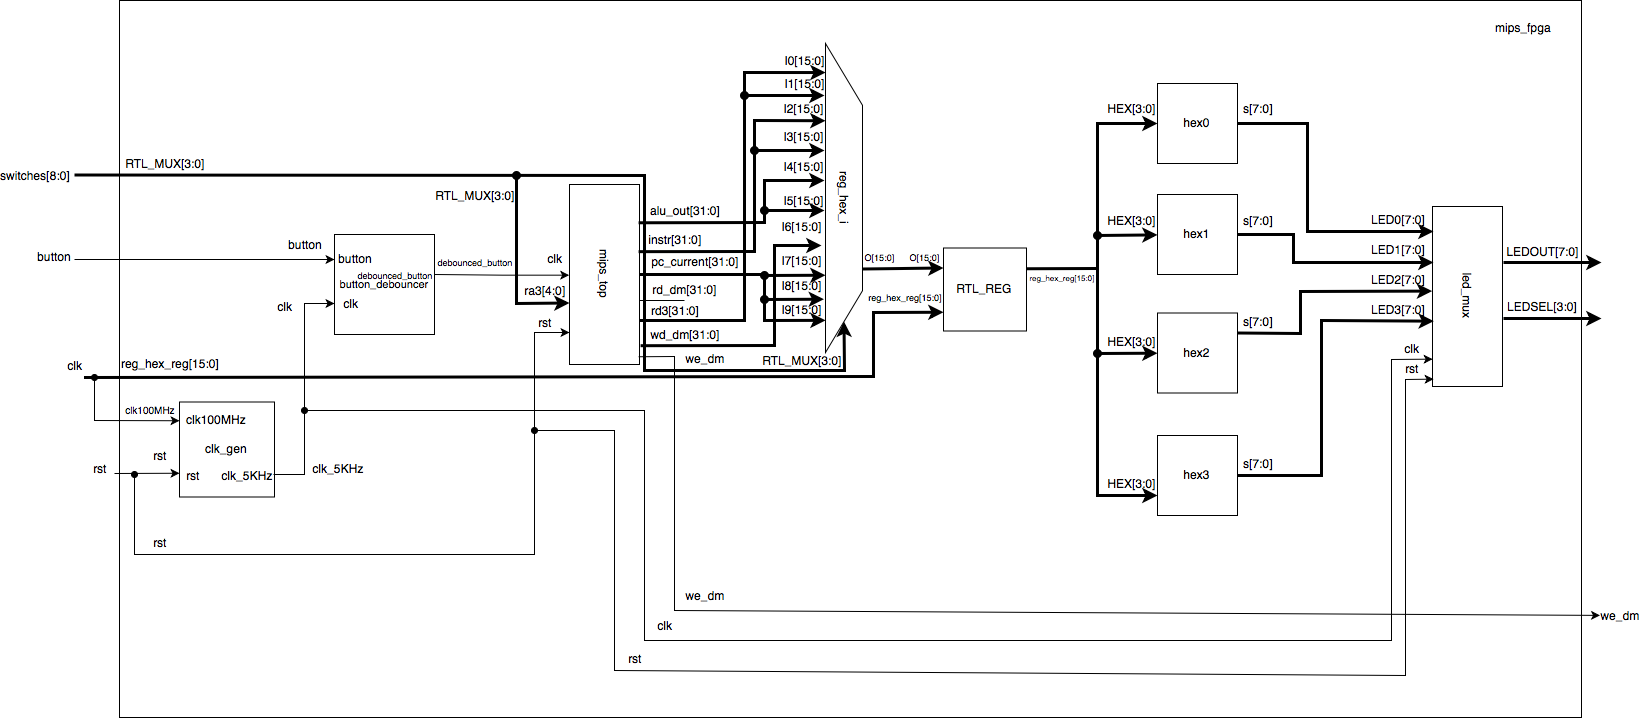 mips_fpga
switches[8:0]
RTL_MUX[3:0]
RTL_MUX[3:0]
button
button
button
debounced_button
button_debouncer
clk
clk
debounced_button
clk
ra3[4:0]
rst
mips_top
alu_out[31:0]
instr[31:0]
pc_current[31:0]
rd_dm[31:0]
rd3[31:0]
wd_dm[31:0]
we_dm
I0[15:0]
I1[15:0]
I2[15:0]
I3[15:0]
I4[15:0]
I5[15:0]
I6[15:0]
I7[15:0]
I8[15:0]
I9[15:0]
reg_hex_i
RTL_MUX[3:0]
O[15:0]
O[15:0]
reg_hex_reg[15:0]
RTL_REG
reg_hex_reg[15:0]
HEX[3:0]
hex0
s[7:0]
HEX[3:0]
hex1
s[7:0]
HEX[3:0]
hex2
s[7:0]
HEX[3:0]
hex3
s[7:0]
LED0[7:0]
LED1[7:0]
LED2[7:0]
LED3[7:0]
clk
rst
led_mux
LEDOUT[7:0]
LEDSEL[3:0]
clk
reg_hex_reg[15:0]
clk100MHz
clk100MHz
clk_gen
rst
rst
rst
clk_5KHz
clk_5KHz
rst
we_dm
we_dm
clk
rst